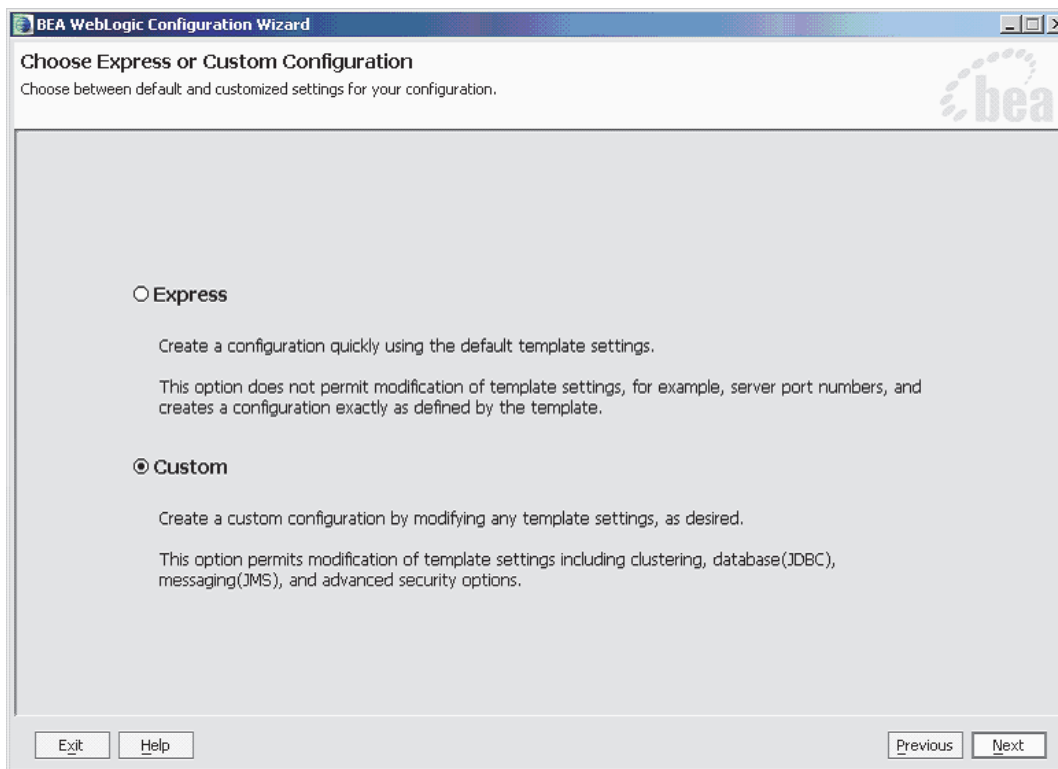 BEA WebLogic Configuration Wizard
Choose Express or Custom Configuration
Choose between default and customized settings for your configuration.
bea
Express
Create a configuration quickly using the default template settings.
This option does not permit modification of template settings, for example, server port numbers, and
creates a configuration exactly as defined by the template.
Custom
Create a custom configuration by modifying any template settings, as desired.
This option permits modification of template settings including clustering, database(JDBC),
messaging(JMS), and advanced security options.
Exit
Help
Previous
Next